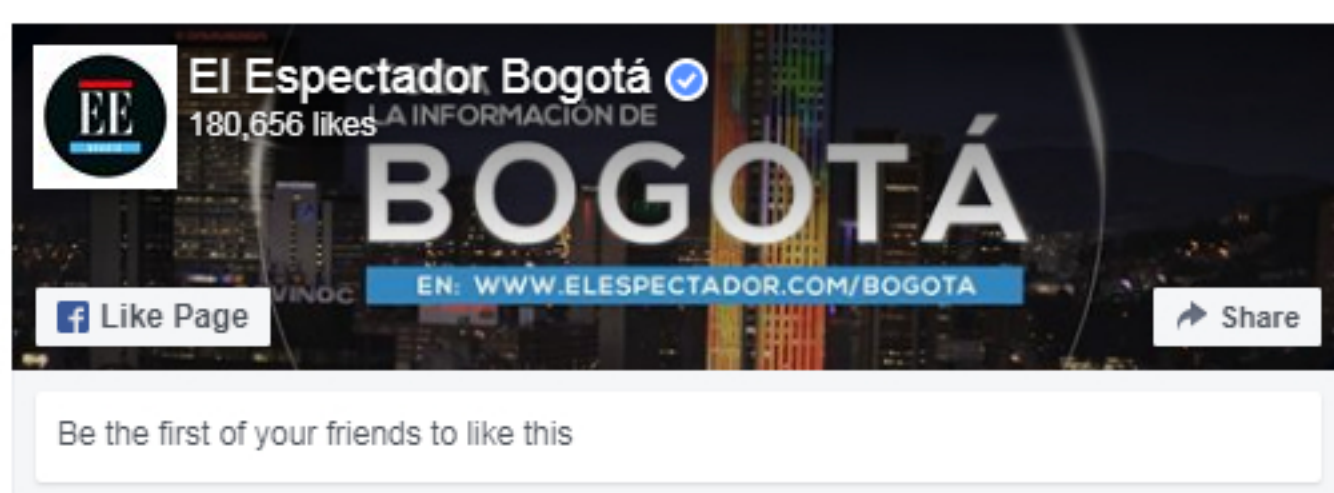 EE
El Espectador Bogotá
180,656 likes
LA INFORMACIÓN DE
BOGOTÁ
EN: WWW.ELESPECTADOR.COM/BOGOTA
Like Page
Share
Be the first of your friends to like this